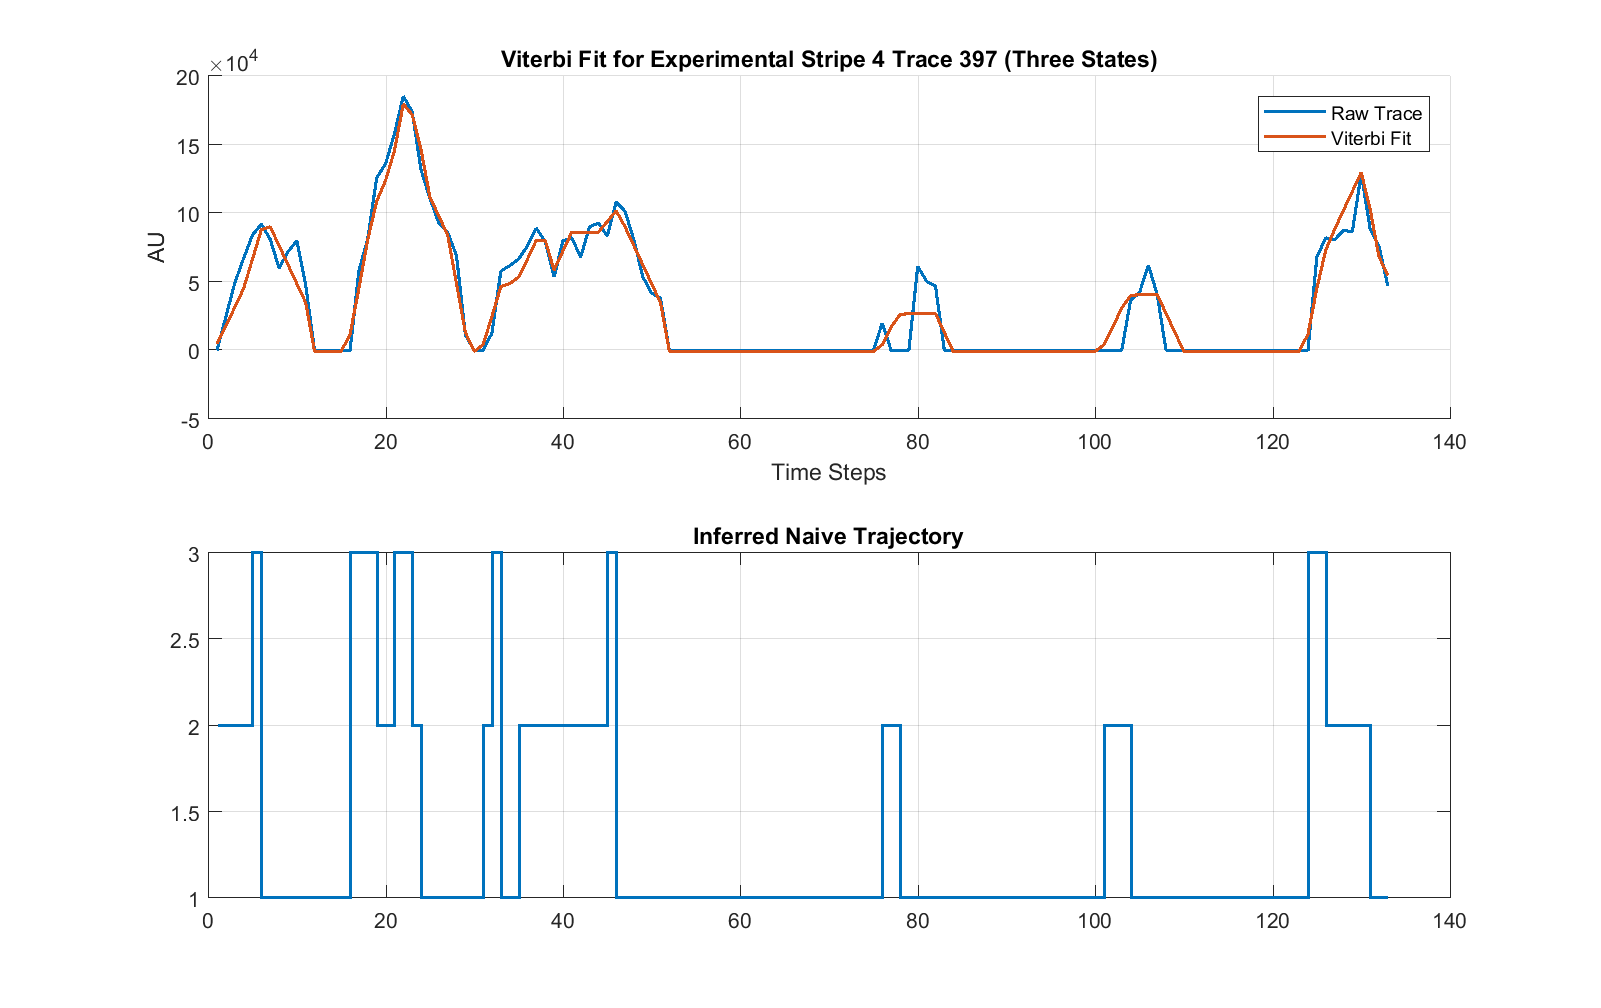 Viterbi Fit for Experimental Stripe 4 Trace 397 (Three States)
×10^4
20
15
10
5
0
-5
AU
Raw Trace
Viterbi Fit
0 20 40 60 80 100 120 140
Time Steps
Inferred Naive Trajectory
3
2.5
2
1.5
1
0 20 40 60 80 100 120 140